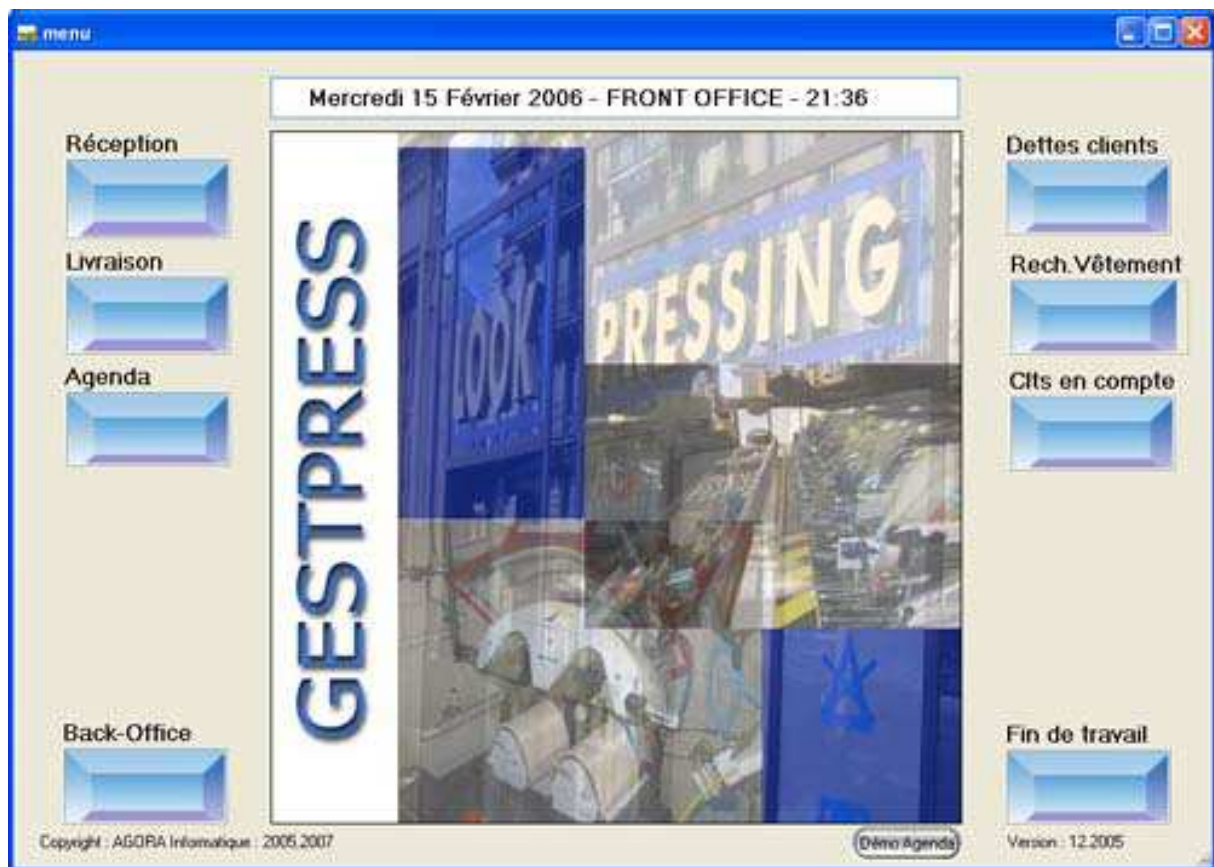 menu
Mercredi 15 Février 2006 - FRONT OFFICE - 21:36
Réception
Livraison
Agenda
Back-Office
GESTPRESS
LOOK
PRESSING
Dettes clients
Rech.Vêtement
Clts en compte
Fin de travail
Copyright : AGORA Informatique : 2005.2007
Démo Agenda
Version : 12.2005